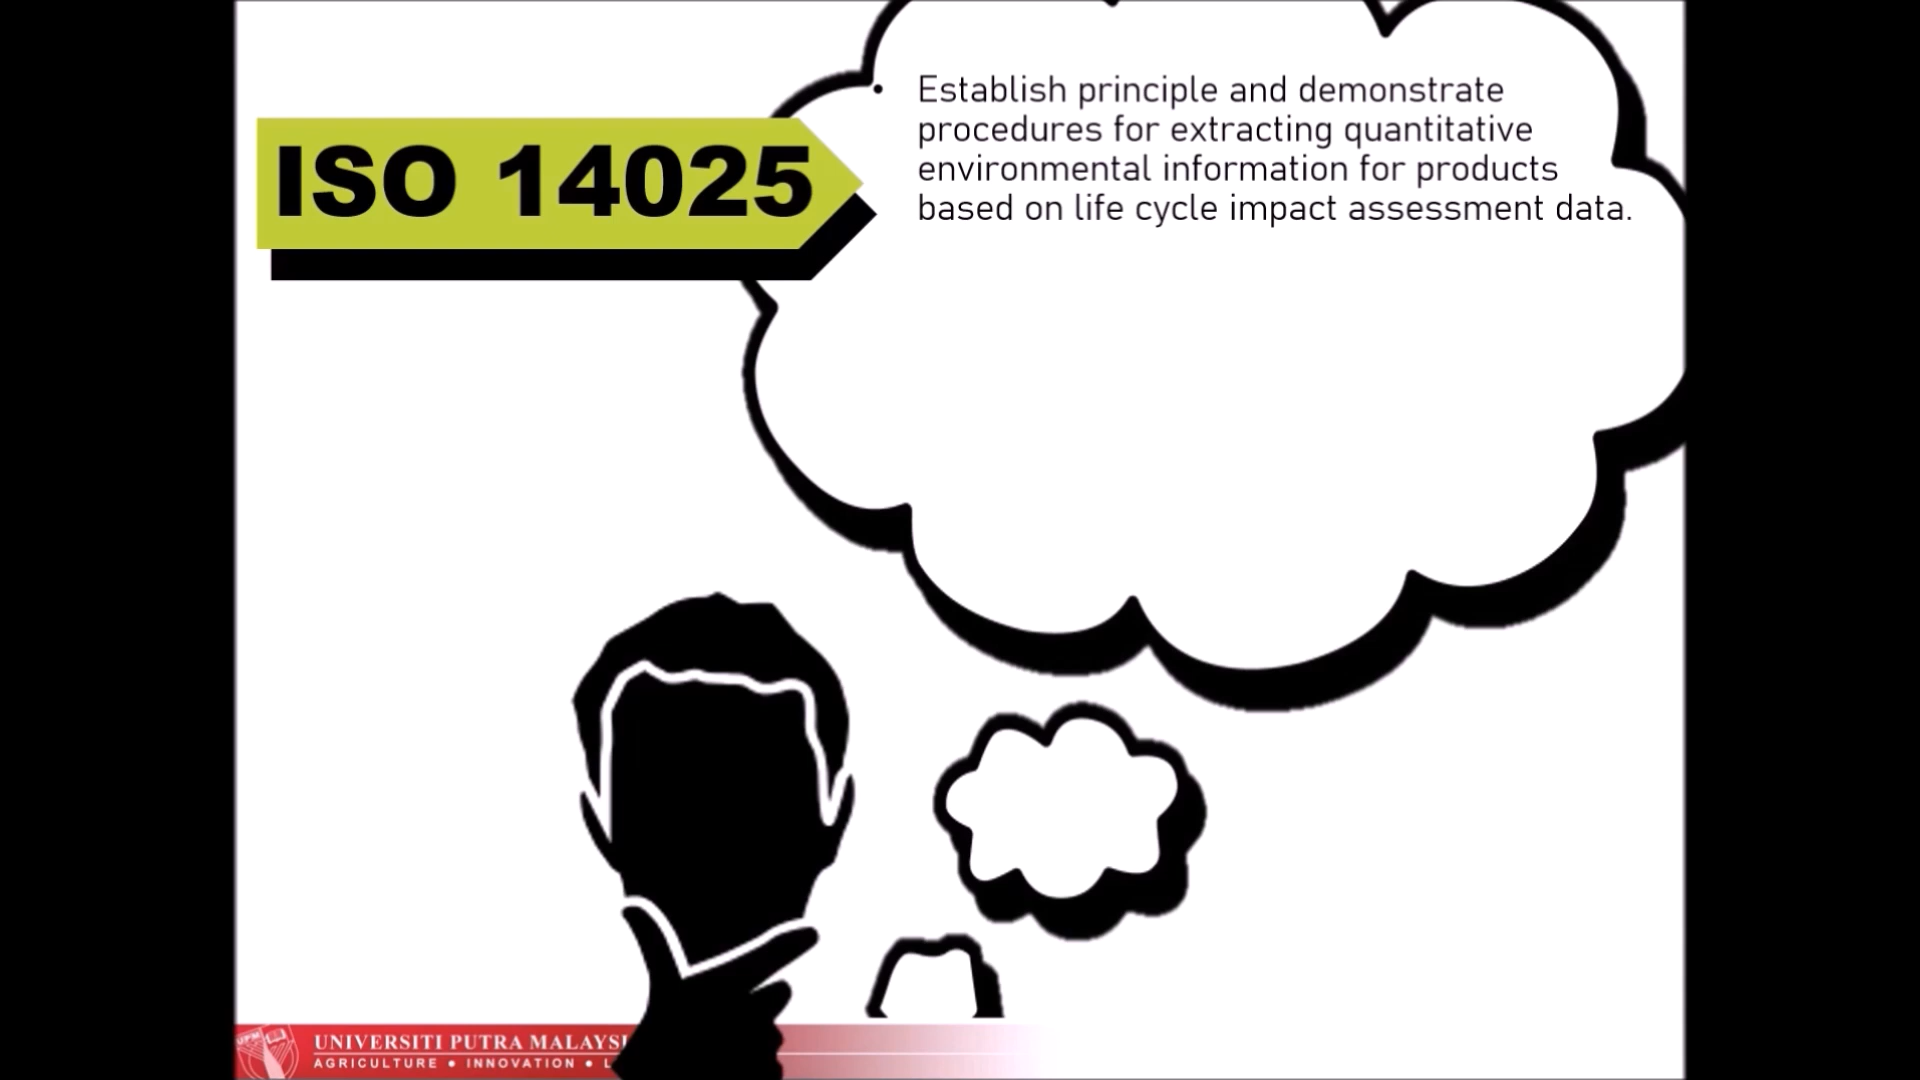 ISO 14025
• Establish principle and demonstrate
procedures for extracting quantitative
environmental information for products
based on life cycle impact assessment data.
UPM
UNIVERSITI PUTRA MALAYSI
AGRICULTURE • INNOVATION • L